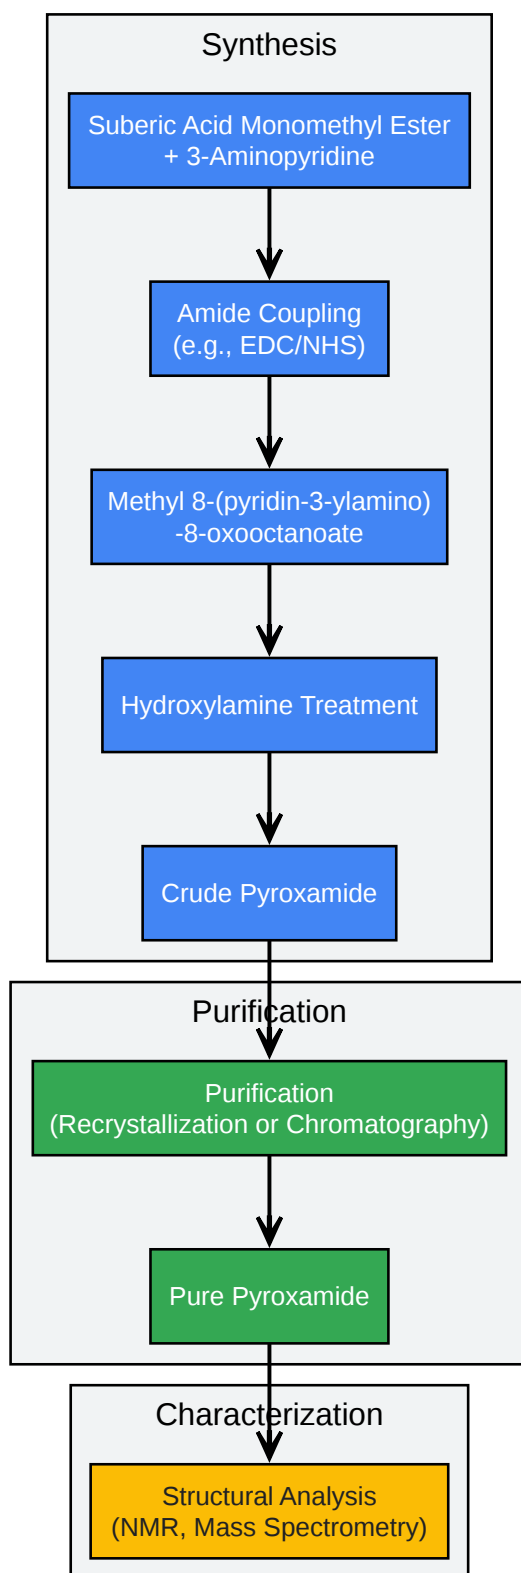 Synthesis
Suberic Acid Monomethyl Ester
+ 3-Aminopyridine
Amide Coupling
(e.g., EDC/NHS)
Methyl 8-(pyridin-3-ylamino)
-8-oxooctanoate
Hydroxylamine Treatment
Crude Pyroxamide
Purification
Purification
(Recrystallization or Chromatography)
Pure Pyroxamide
Characterization
Structural Analysis
(NMR, Mass Spectrometry)